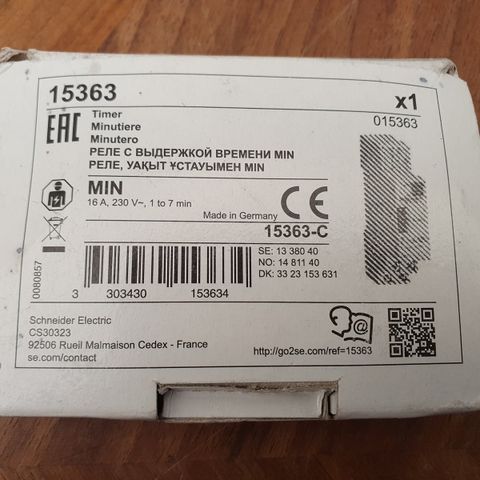 15363
x1
EAC
Timer
015363
Minutiere
Minutero
РЕЛЕ С ВЫДЕРЖКОЙ ВРЕМЕНИ MIN
РЕЛЕ, УАҚЫТ ҰСТАУЫМЕН MIN
MIN
16 A, 230 V~, 1 to 7 min
Made in Germany
CE
15363-C
SE: 13 380 40
NO: 14 811 40
DK: 33 23 153 631
0080857
3 303430 153634
Schneider Electric
CS30323
92506 Rueil Malmaison Cedex - France
se.com/contact
@
http://go2se.com/ref=15363